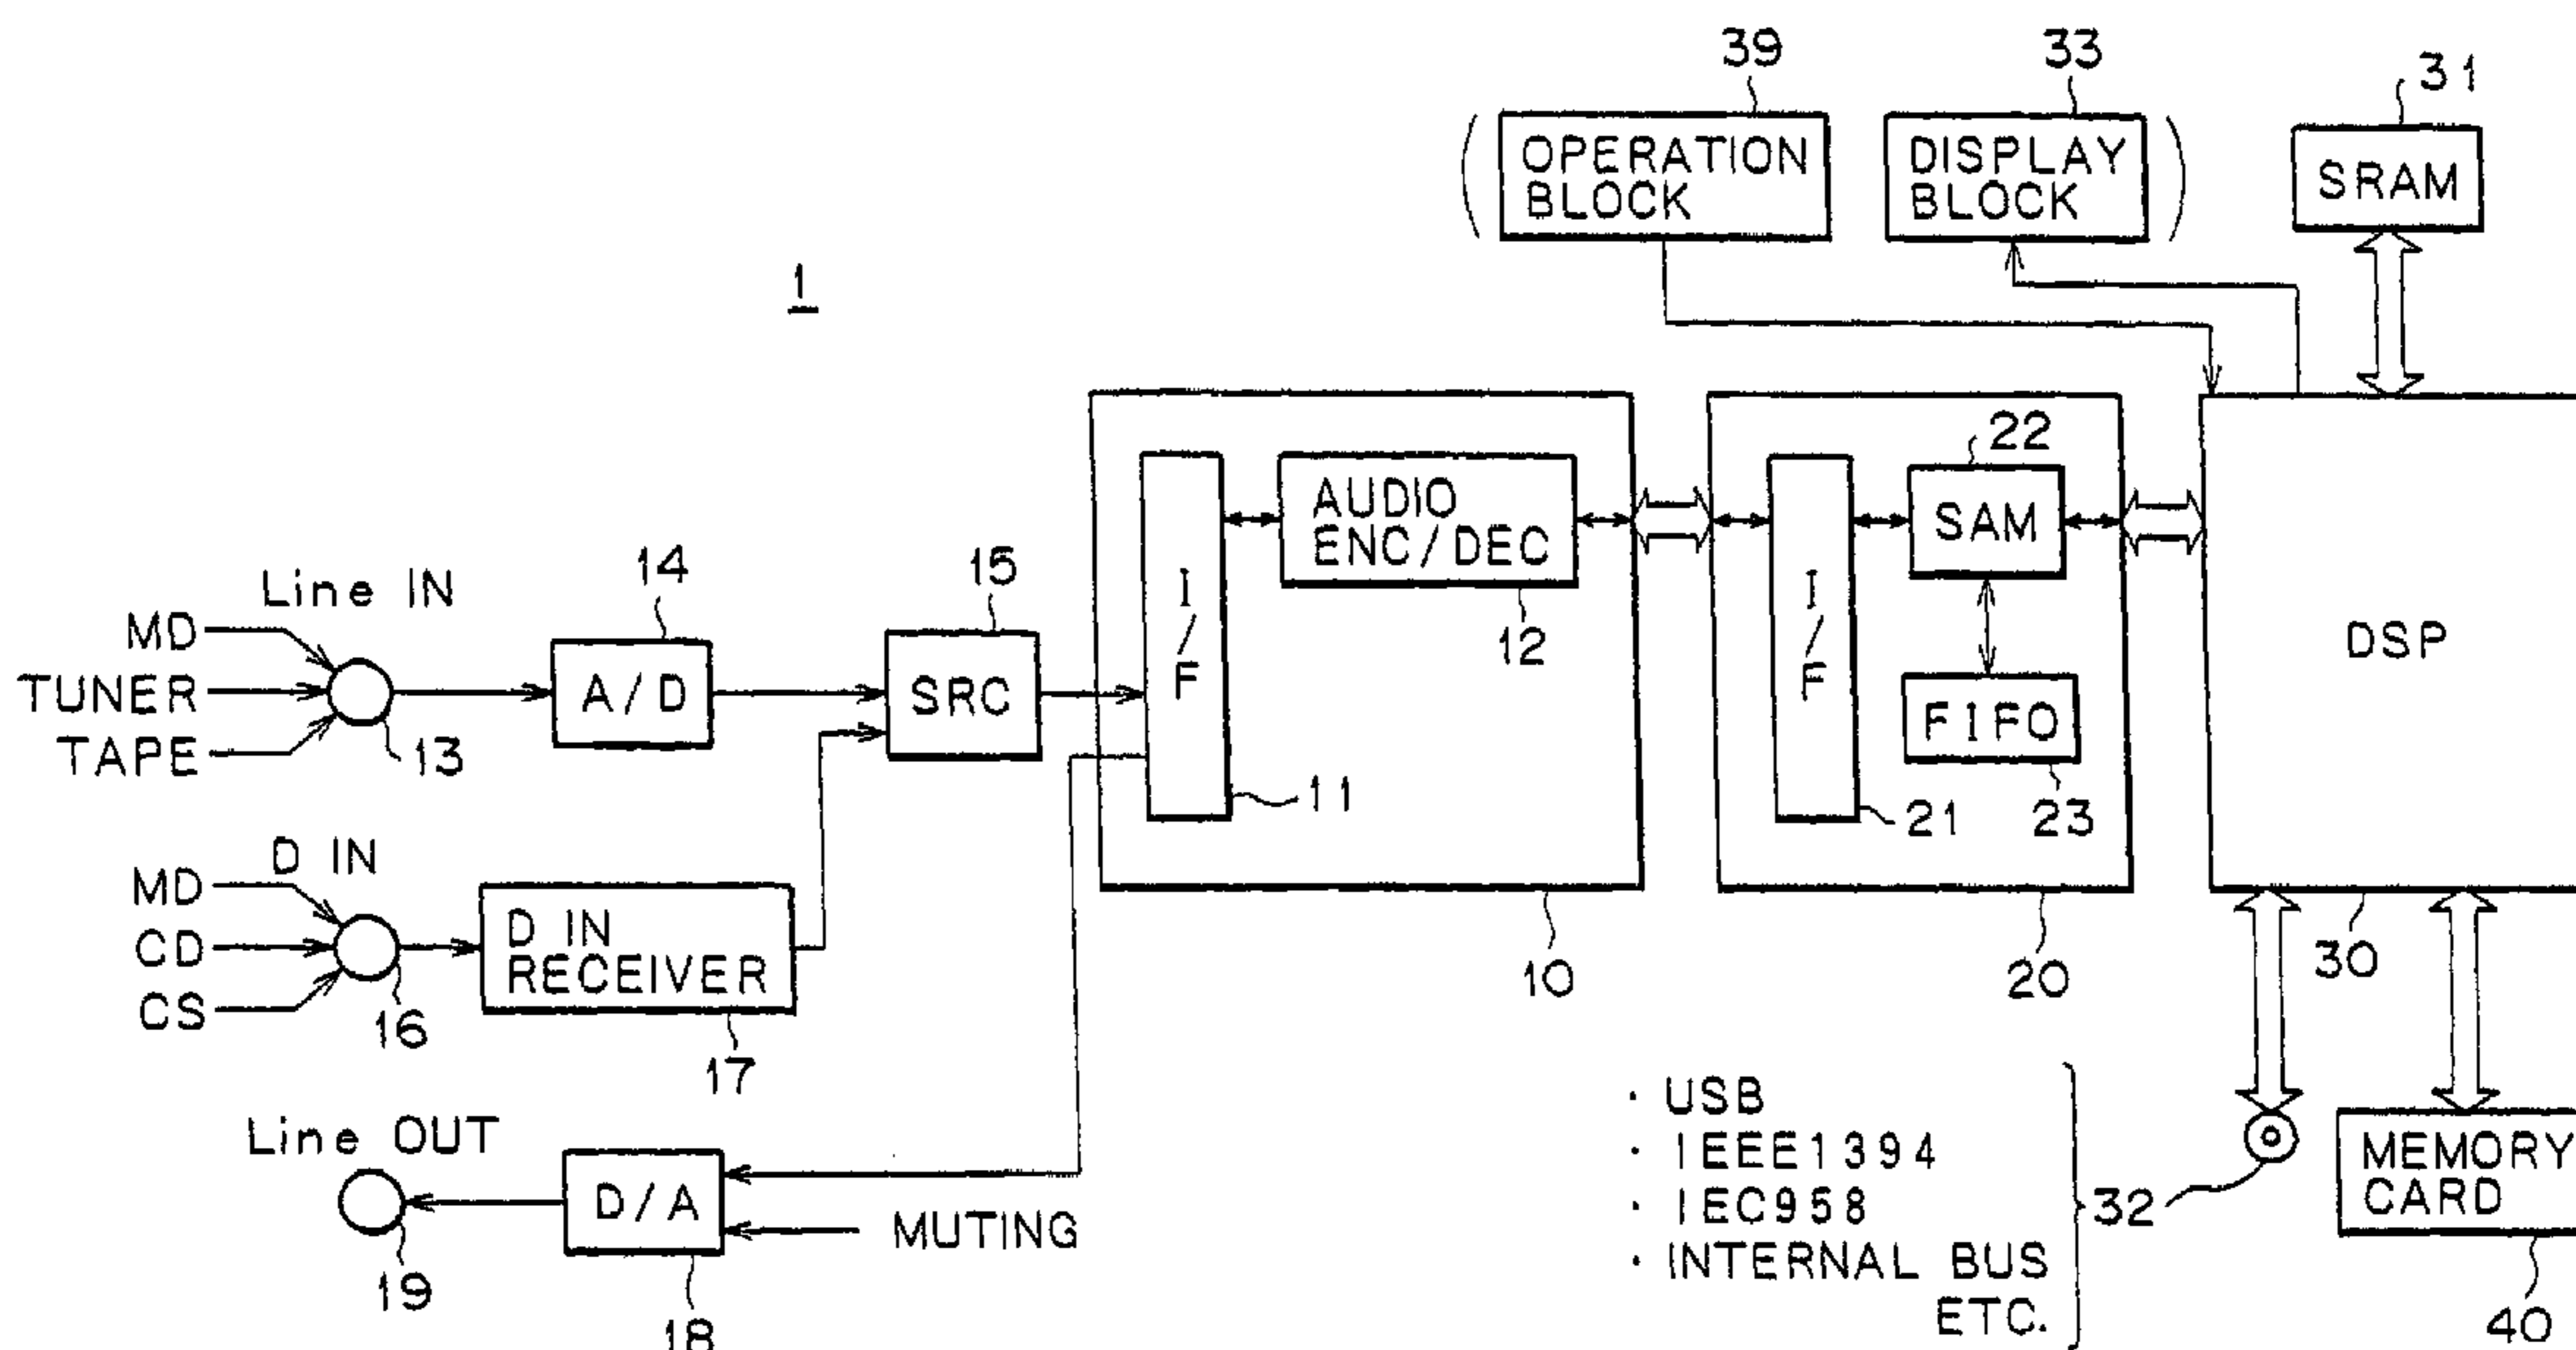 39
33
31
OPERATION
BLOCK
DISPLAY
BLOCK
SRAM
1
22
AUDIO
ENC/DEC
SAM
I/F
I/F
12
FIFO
DSP
11
21
23
Line IN
MD
TUNER
TAPE
13
14
A/D
15
SRC
D IN
MD
CD
CS
16
D IN
RECEIVER
17
10
20
30
Line OUT
19
D/A
18
MUTING
· USB
· IEEE1394
· IEC958
· INTERNAL BUS
ETC.
32
MEMORY
CARD
40